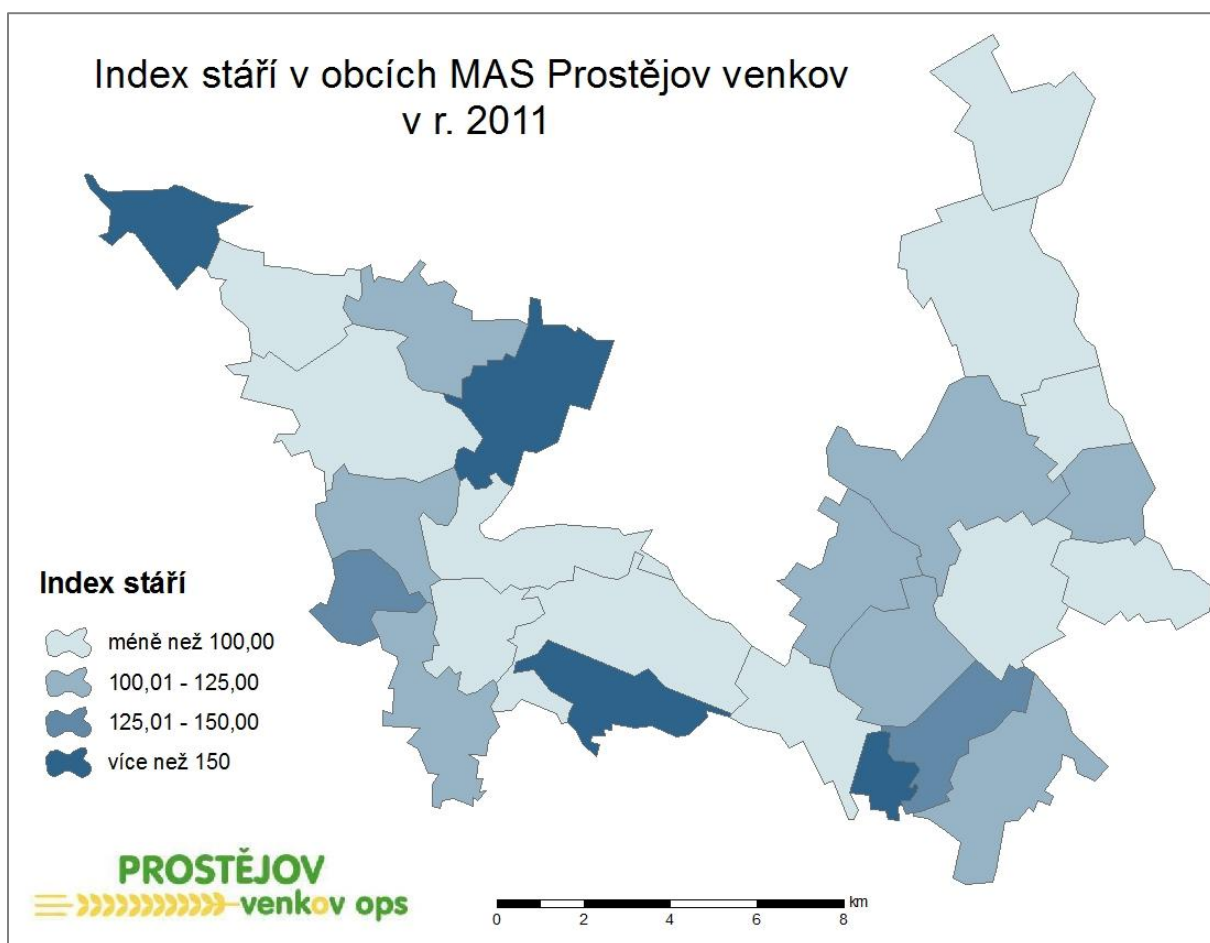 Index stáří v obcích MAS Prostějov venkov
v r. 2011
Index stáří
méně než 100,00
100,01 - 125,00
125,01 - 150,00
více než 150
PROSTĚJOV
venkov ops
km
0 2 4 6 8